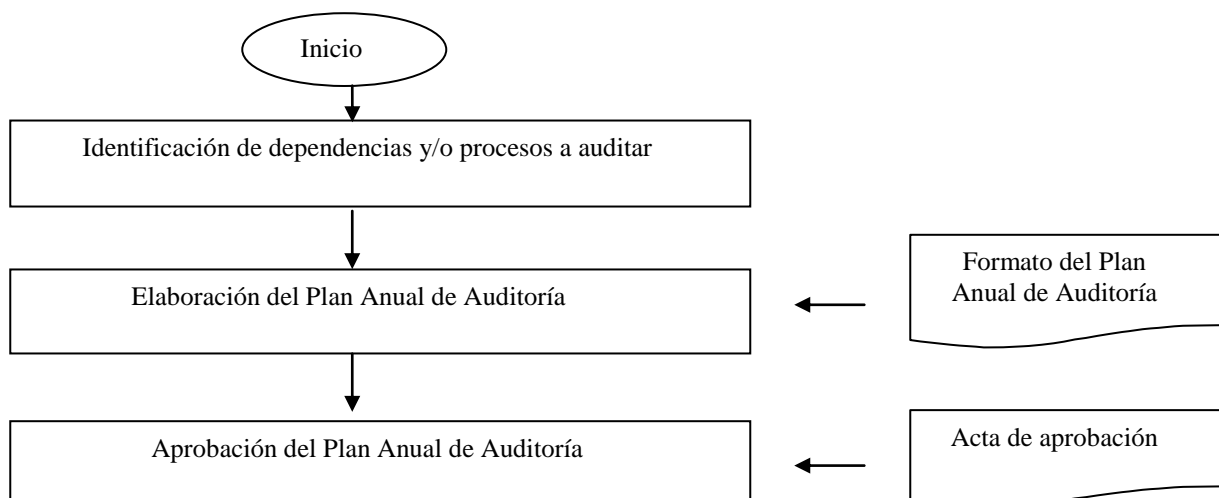 Inicio
Identificación de dependencias y/o procesos a auditar
Elaboración del Plan Anual de Auditoría
Formato del Plan
Anual de Auditoría
Aprobación del Plan Anual de Auditoría
Acta de aprobación